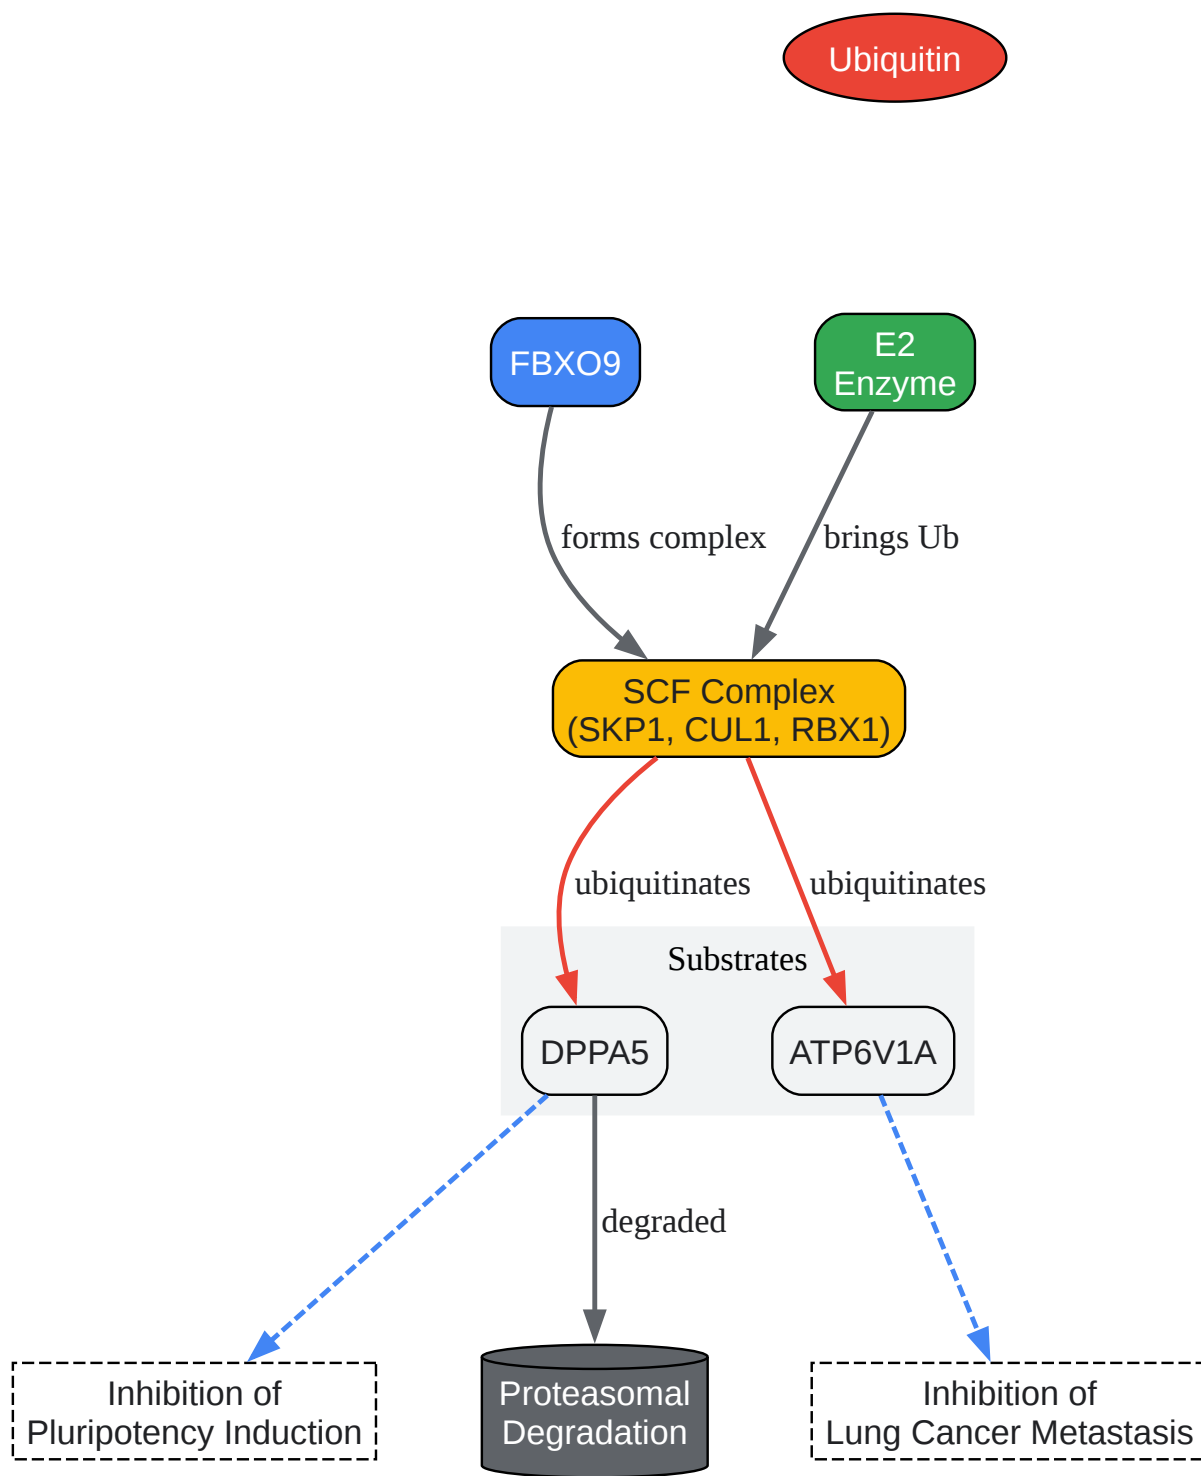 Ubiquitin
FBXO9
E2
Enzyme
forms complex
brings Ub
SCF Complex
(SKP1, CUL1, RBX1)
ubiquitinates
ubiquitinates
Substrates
DPPA5
ATP6V1A
degraded
Inhibition of
Pluripotency Induction
Proteasomal
Degradation
Inhibition of
Lung Cancer Metastasis